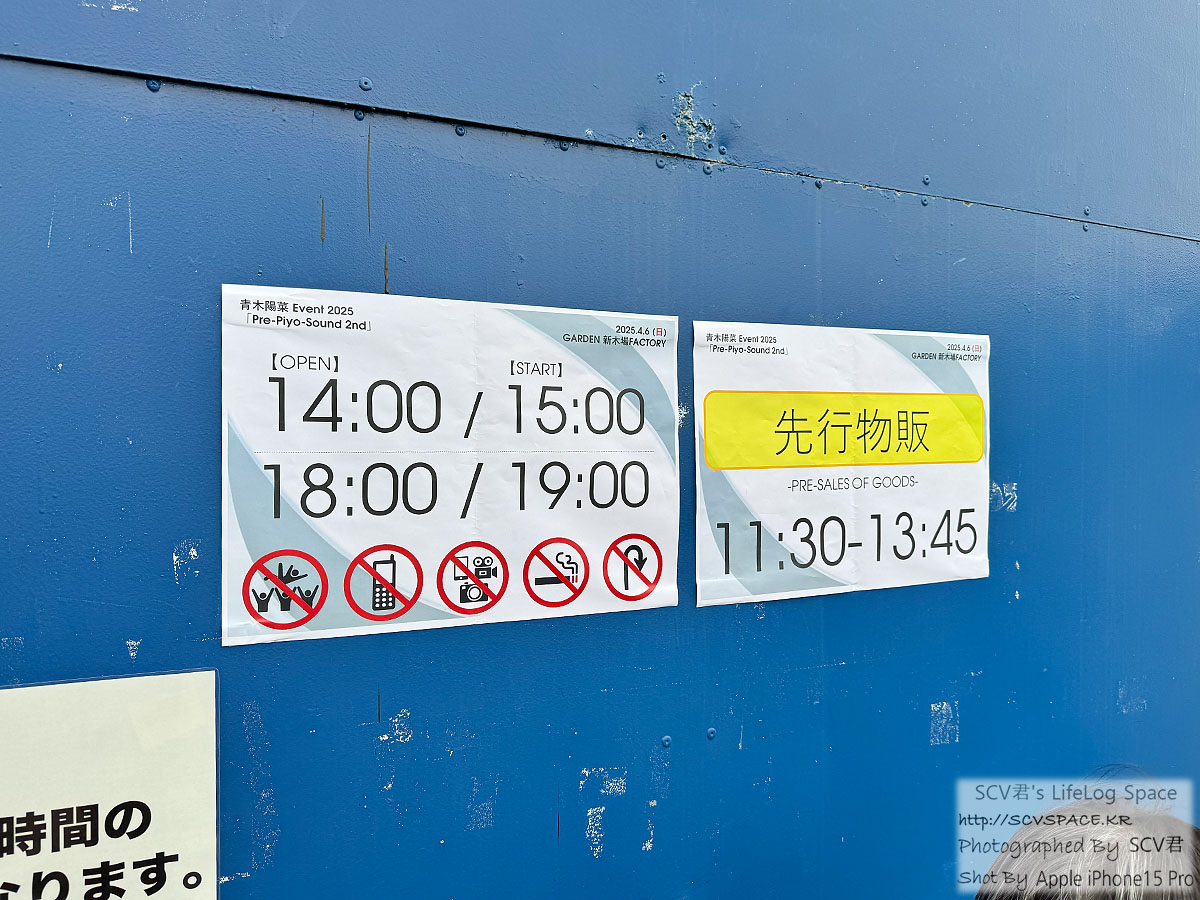 青木陽菜 Event 2025
「Pre-Piyo-Sound 2nd」
2025.4.6 (日)
GARDEN 新木場FACTORY
【OPEN】
【START】
14:00 / 15:00
18:00 / 19:00
青木陽菜 Event 2025
「Pre-Piyo-Sound 2nd」
2025.4.6 (日)
GARDEN 新木場FACTORY
先行物販
-PRE-SALES OF GOODS-
11:30-13:45
時間の
なります。
SCV君's LifeLog Space
http://SCVSPACE.KR
Photographed By SCV君
Shot By Apple iPhone15 Pro